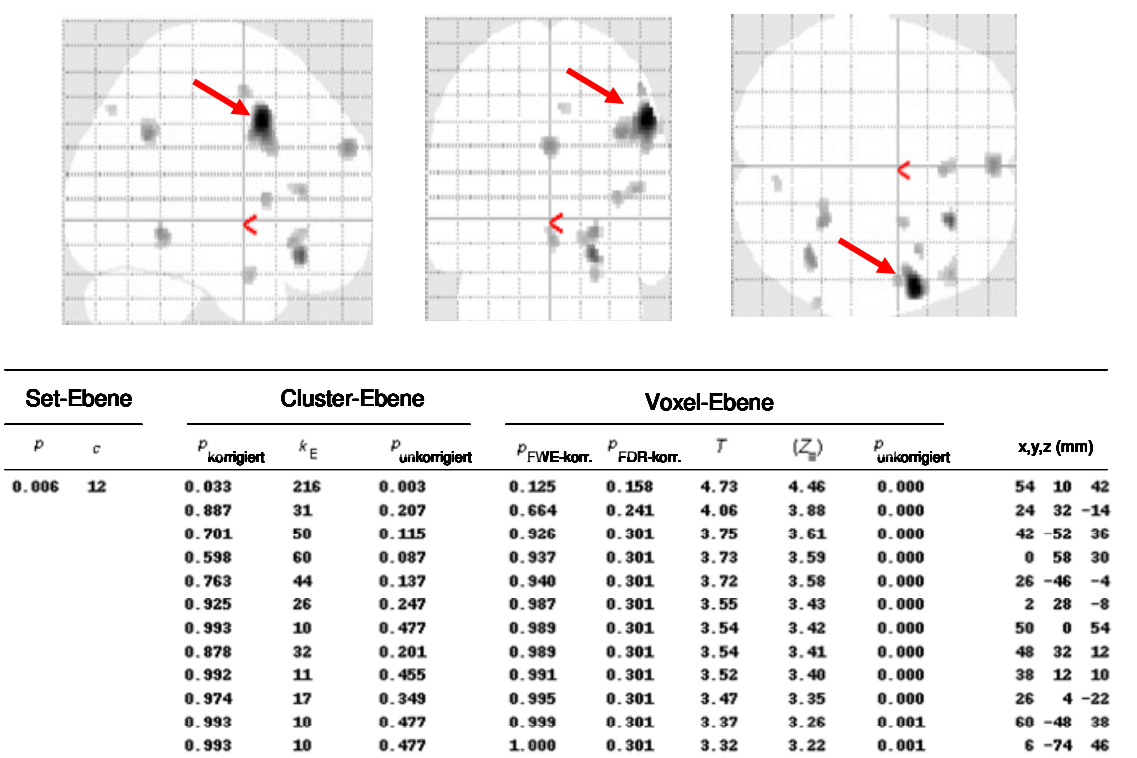 Set-Ebene Cluster-Ebene Voxel-Ebene
p c p korrigiert k E p unkorrigiert p FWE-korr. p FDR-korr. T (Z≡) p unkorrigiert x,y,z (mm)
0.006 12 0.033 216 0.003 0.125 0.158 4.73 4.46 0.000 54 10 42
0.887 31 0.207 0.664 0.241 4.06 3.88 0.000 24 32 -14
0.701 50 0.115 0.926 0.301 3.75 3.61 0.000 42 -52 36
0.598 60 0.087 0.937 0.301 3.73 3.59 0.000 0 58 30
0.763 44 0.137 0.940 0.301 3.72 3.58 0.000 26 -46 -4
0.925 26 0.247 0.987 0.301 3.55 3.43 0.000 2 28 -8
0.993 10 0.477 0.989 0.301 3.54 3.42 0.000 50 0 54
0.878 32 0.201 0.989 0.301 3.54 3.41 0.000 48 32 12
0.992 11 0.455 0.991 0.301 3.52 3.40 0.000 38 12 10
0.974 17 0.349 0.995 0.301 3.47 3.35 0.000 26 4 -22
0.993 10 0.477 0.999 0.301 3.37 3.26 0.001 60 -48 38
0.993 10 0.477 1.000 0.301 3.32 3.22 0.001 6 -74 46